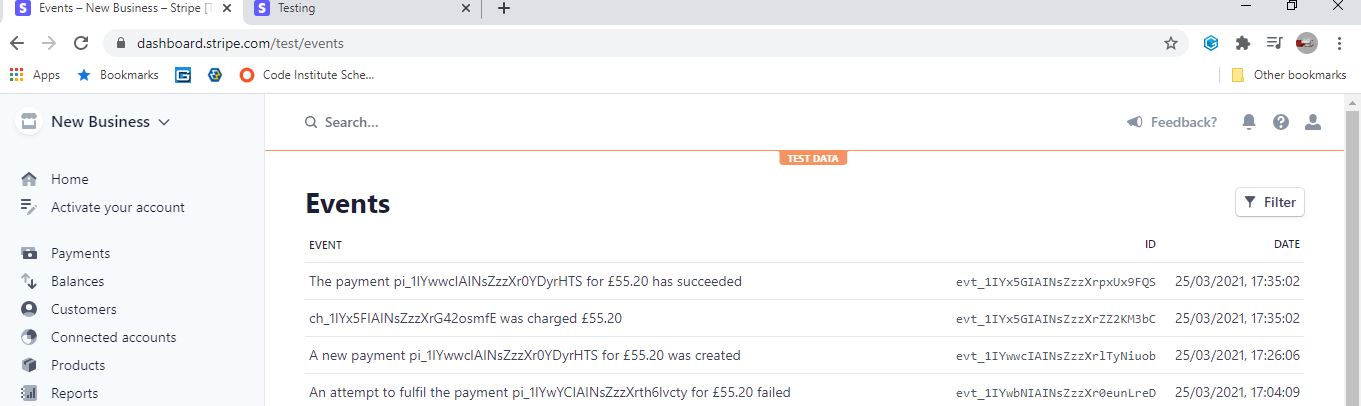 Events – New Business – Stripe [T
Testing
dashboard.stripe.com/test/events
Apps Bookmarks Code Institute Sche... Other bookmarks
New Business Search... Feedback?
TEST DATA
Home
Activate your account
Payments
Balances
Customers
Connected accounts
Products
Reports
Events Filter
EVENT ID DATE
The payment pi_1IYwwcIAINsZzzXr0YDyrHTS for £55.20 has succeeded evt_1IYx5GIAINsZzzXrpxUx9FQS 25/03/2021, 17:35:02
ch_1IYx5FIAINsZzzXrG42osmfE was charged £55.20 evt_1IYx5GIAINsZzzXrZZ2KM3bC 25/03/2021, 17:35:02
A new payment pi_1IYwwcIAINsZzzXr0YDyrHTS for £55.20 was created evt_1IYwwcIAINsZzzXrlTyNiuob 25/03/2021, 17:26:06
An attempt to fulfil the payment pi_1IYwYCIAINsZzzXrth6lvcty for £55.20 failed evt_1IYwbNIAINsZzzXr0eunLreD 25/03/2021, 17:04:09